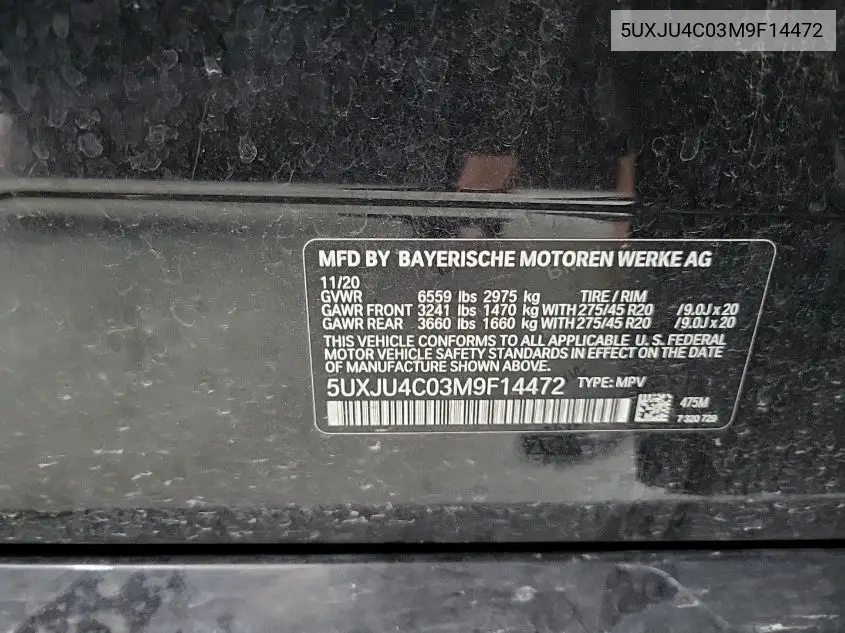 5UXJU4C03M9F14472
MFD BY BAYERISCHE MOTOREN WERKE AG
11/20
GVWR 6559 lbs 2975 kg TIRE / RIM
GAWR FRONT 3241 lbs 1470 kg WITH 275/45 R20 /9.0J x 20
GAWR REAR 3660 lbs 1660 kg WITH 275/45 R20 /9.0J x 20
THIS VEHICLE CONFORMS TO ALL APPLICABLE U.S. FEDERAL
MOTOR VEHICLE SAFETY STANDARDS IN EFFECT ON THE DATE
OF MANUFACTURE SHOWN ABOVE.
5UXJU4C03M9F14472 TYPE: MPV
475M
7 320 729